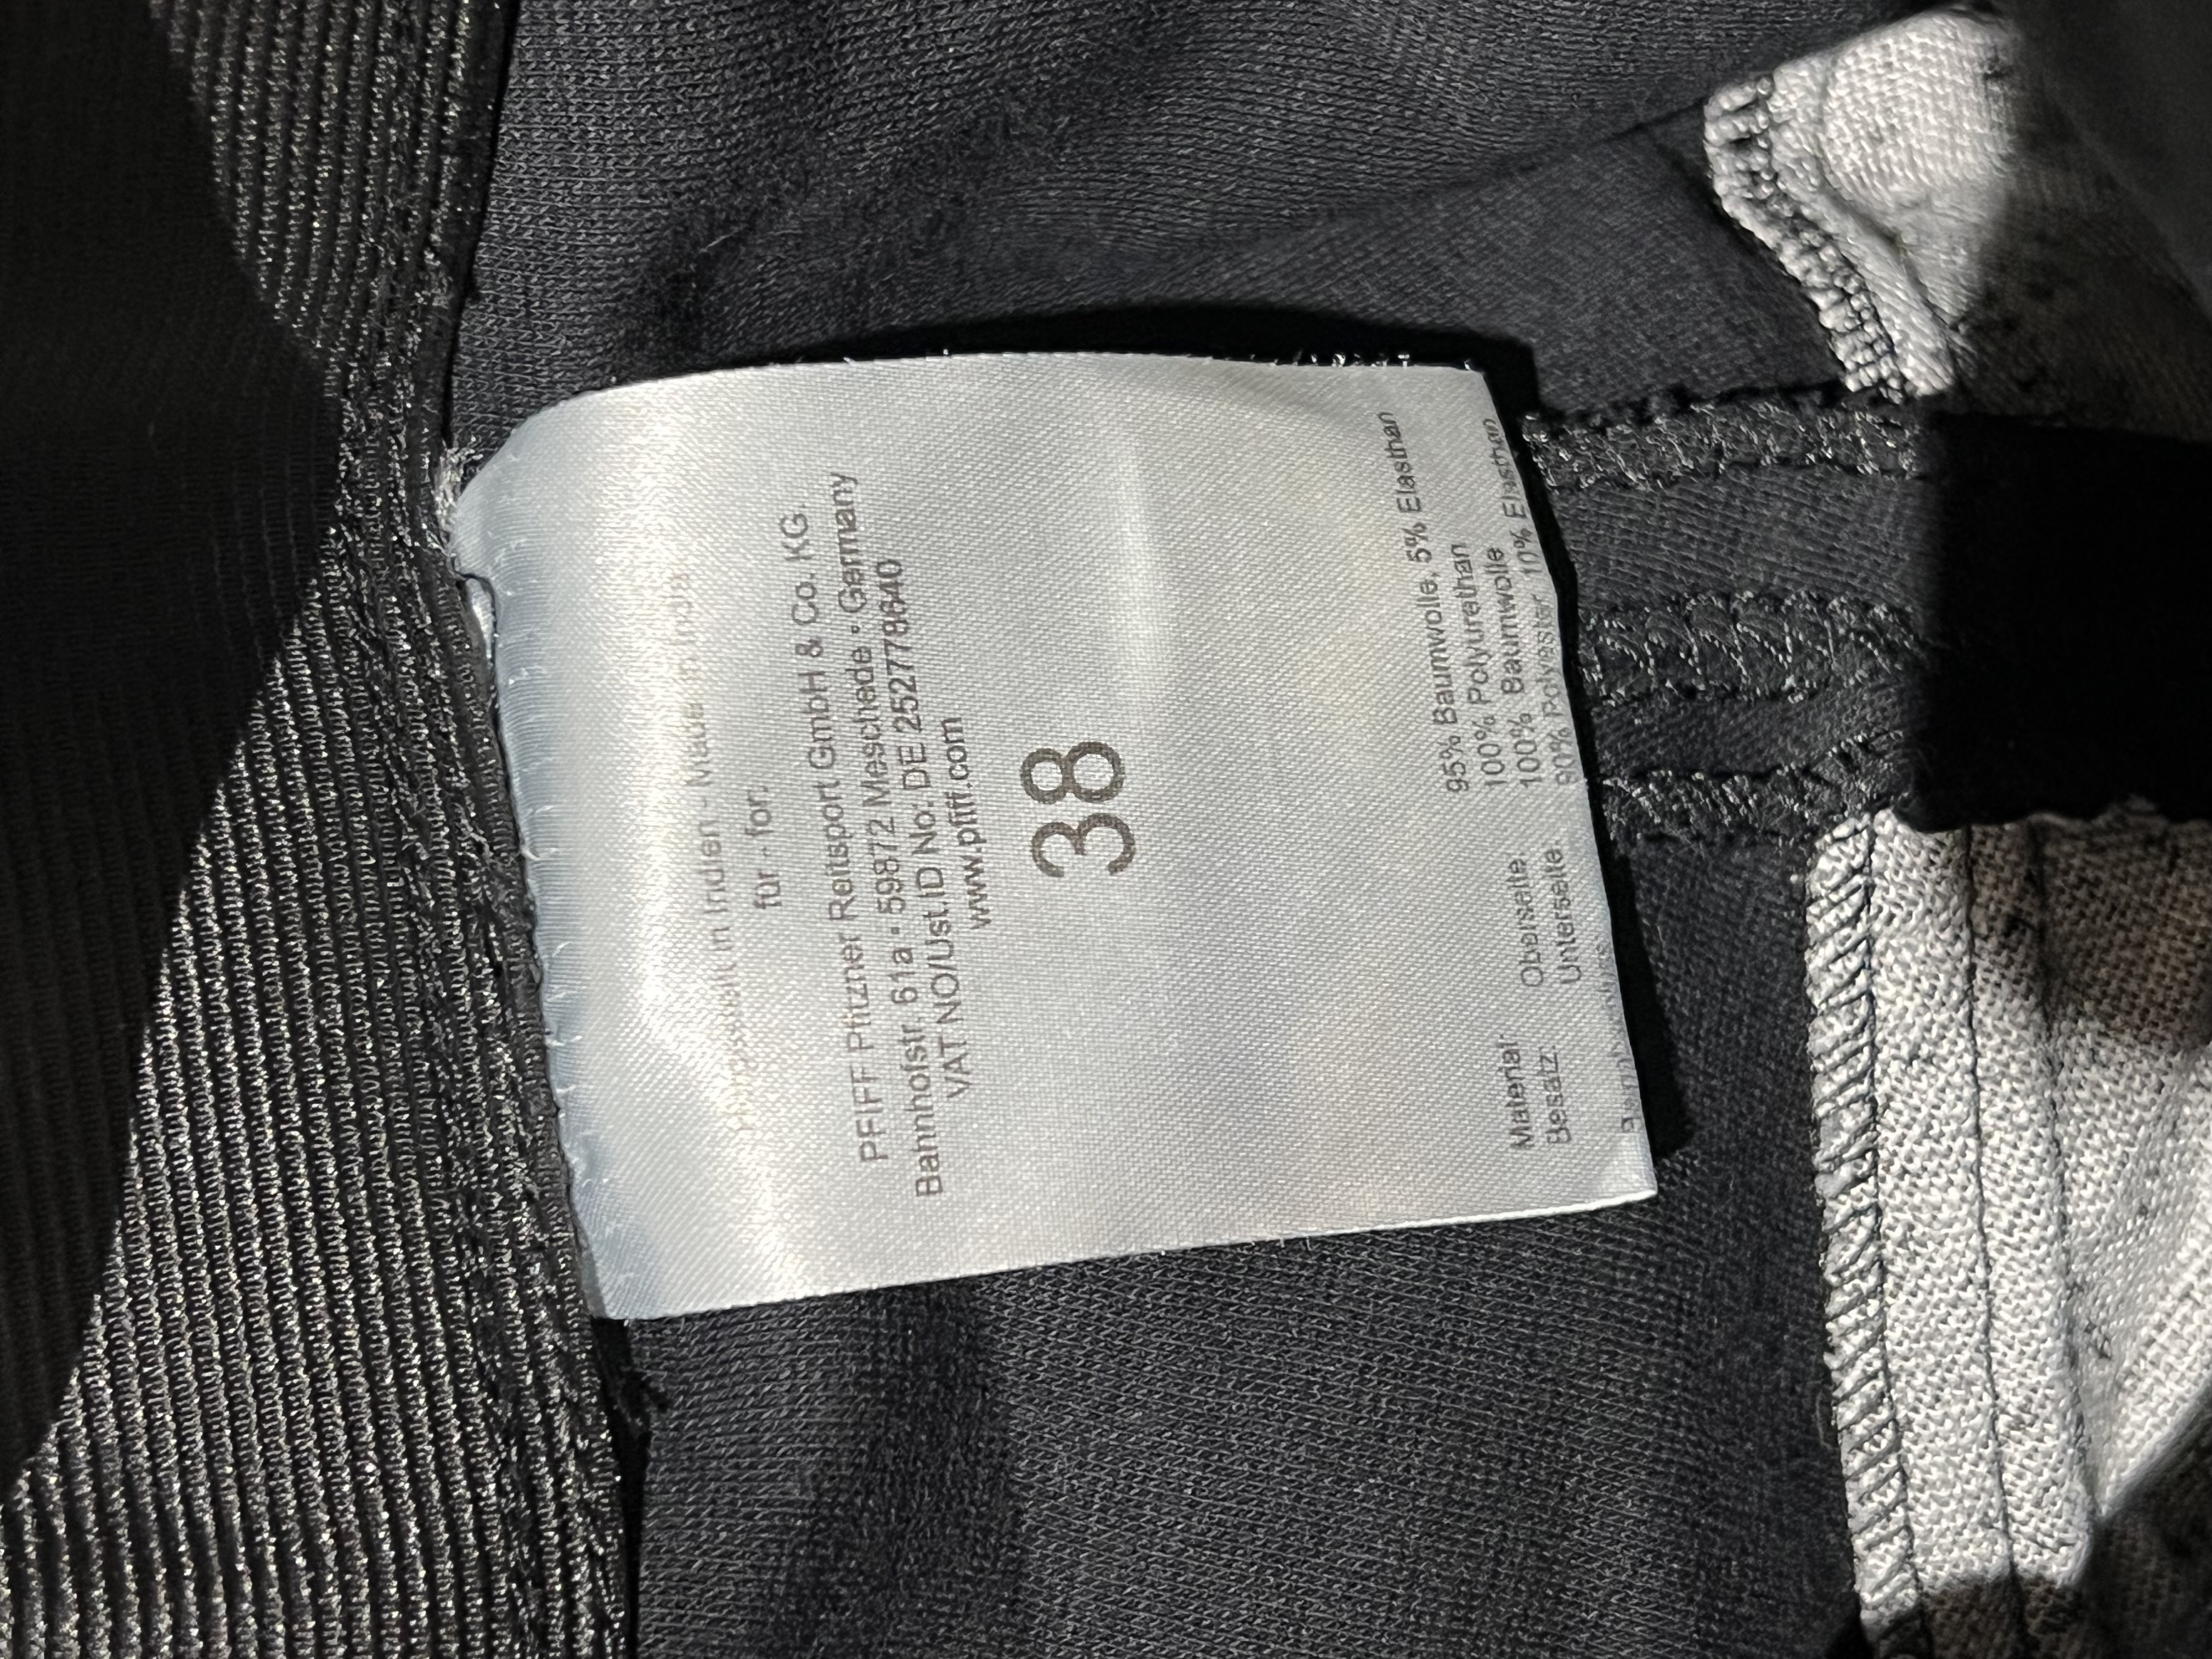 Hergestellt in Indien - Made in India
für - for:
PFIFF Pfitzner Reitsport GmbH & Co. KG.
Bahnhofstr. 61a • 59872 Meschede • Germany
VAT NO/Ust.ID No: DE 252778640
www.pfiff.com
38
Material 95% Baumwolle, 5% Elasthan
Besatz: Oberseite: 100% Polyurethan
Unterseite: 100% Baumwolle
90% Polyester 10% Elasthan